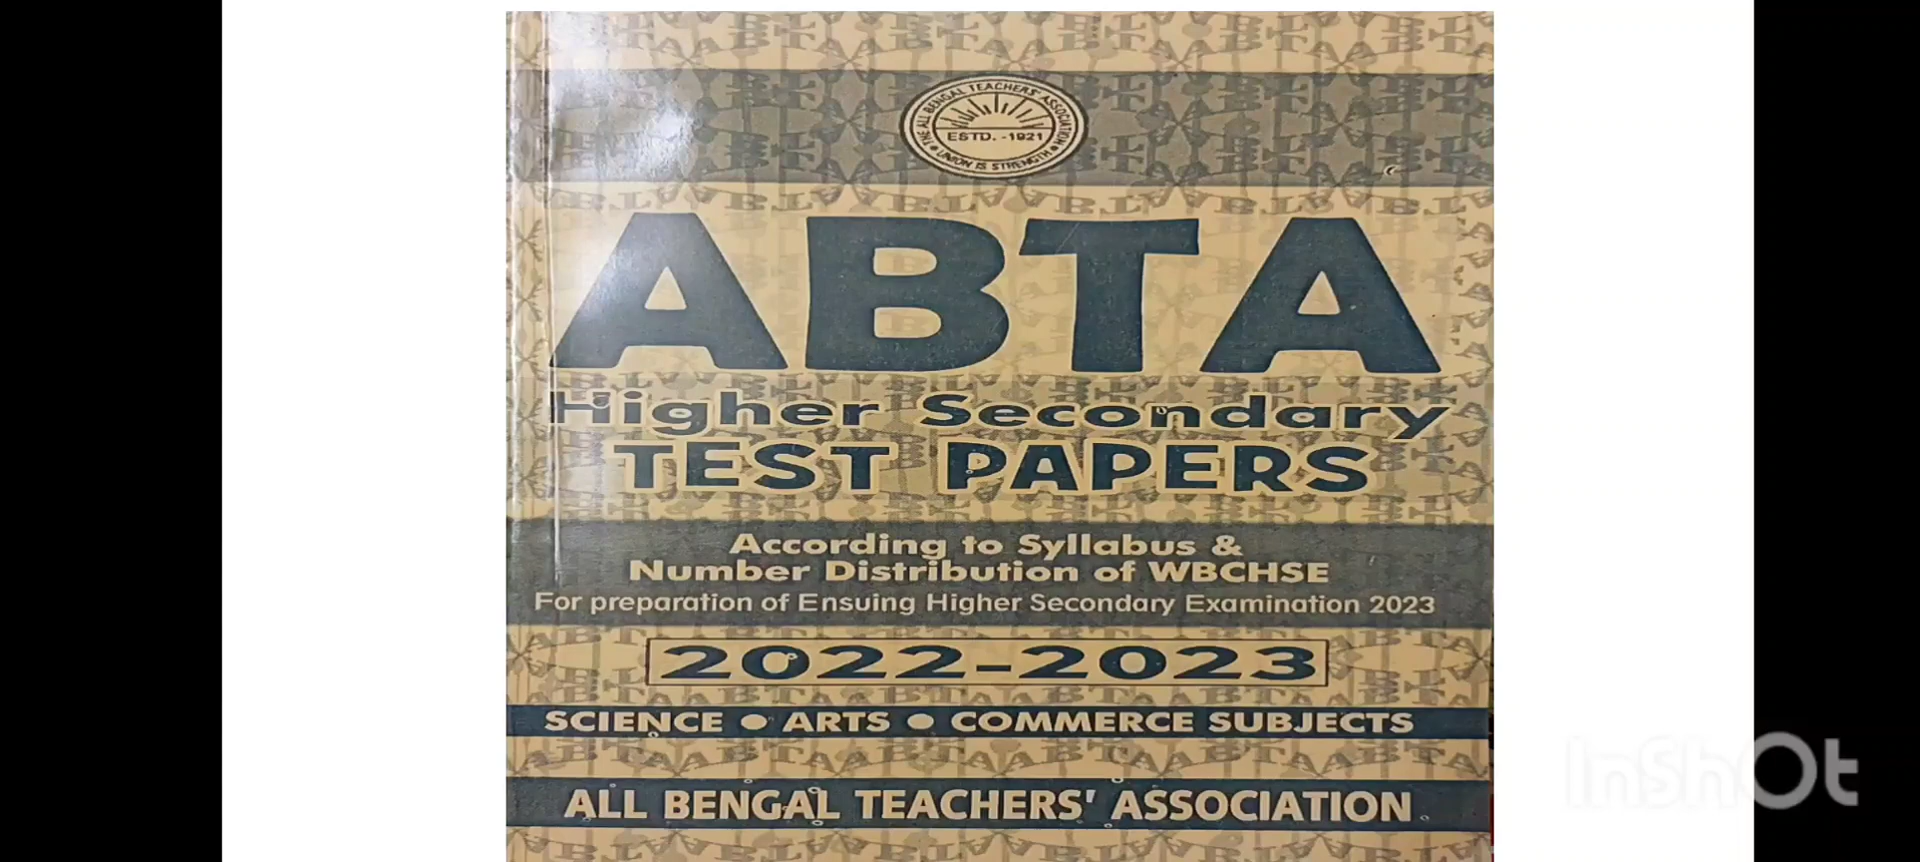 THE ALL BENGAL TEACHERS' ASSOCIATION
ESTD. -1921
UNION IS STRENGTH
ABTA
Higher Secondary
TEST PAPERS
According to Syllabus &
Number Distribution of WBCHSE
For preparation of Ensuing Higher Secondary Examination 2023
2022-2023
SCIENCE • ARTS • COMMERCE SUBJECTS
ALL BENGAL TEACHERS' ASSOCIATION
InShOt